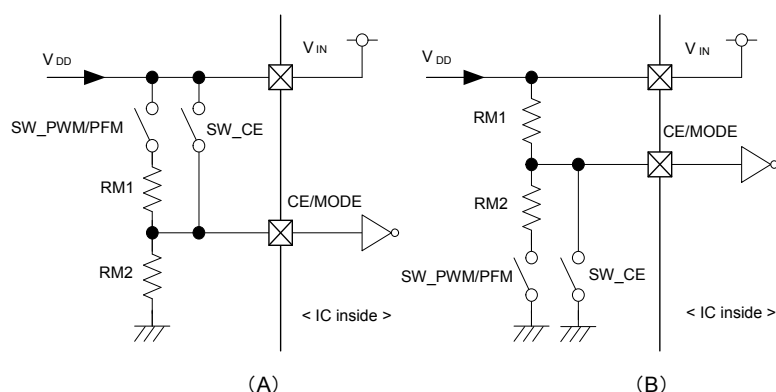 V DD
V IN
SW_PWM/PFM
SW_CE
RM1
CE/MODE
RM2
< IC inside >
(A)
V DD
V IN
RM1
CE/MODE
RM2
SW_PWM/PFM
SW_CE
< IC inside >
(B)